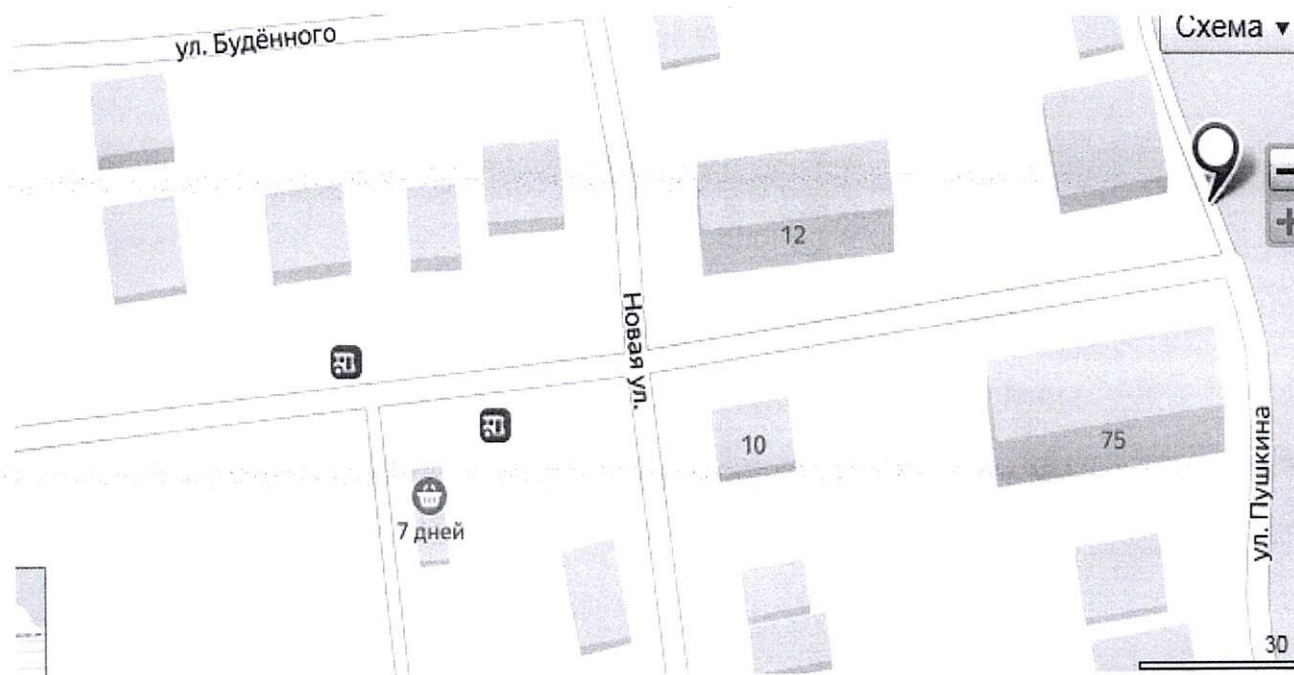 ул. Будённого
Схема
12
Новая ул.
10
75
7 дней
ул. Пушкина
30